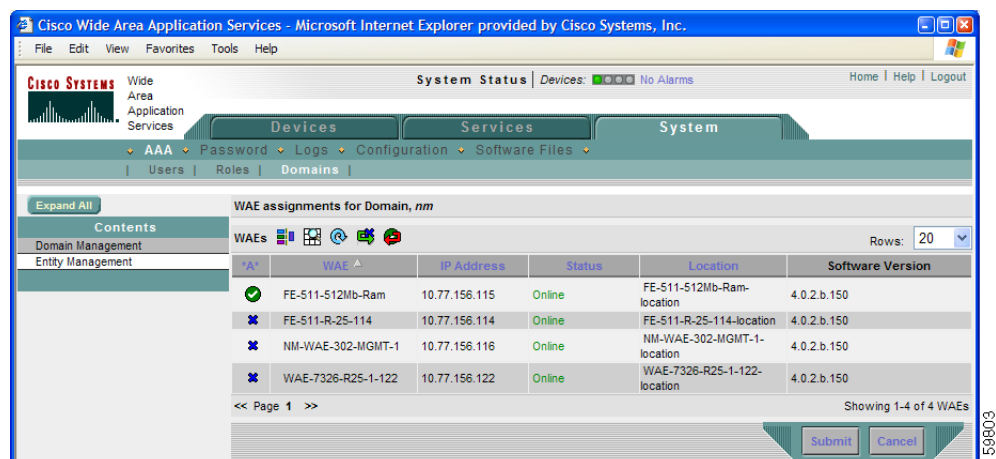 Cisco Wide Area Application Services - Microsoft Internet Explorer provided by Cisco Systems, Inc.
File Edit View Favorites Tools Help
CISCO SYSTEMS
Wide
Area
Application
Services
System Status | Devices: No Alarms
Home | Help | Logout
Devices Services System
AAA Password Logs Configuration Software Files
| Users | Roles | Domains |
Expand All
Contents
Domain Management
Entity Management
WAE assignments for Domain, nm
WAEs
Rows: 20
*A* WAE IP Address Status Location Software Version
FE-511-512Mb-Ram 10.77.156.115 Online FE-511-512Mb-Ram-
location 4.0.2.b.150
FE-511-R-25-114 10.77.156.114 Online FE-511-R-25-114-location 4.0.2.b.150
NM-WAE-302-MGMT-1 10.77.156.116 Online NM-WAE-302-MGMT-1-
location 4.0.2.b.150
WAE-7326-R25-1-122 10.77.156.122 Online WAE-7326-R25-1-122-
location 4.0.2.b.150
<< Page 1 >>
Showing 1-4 of 4 WAEs
Submit Cancel
59803